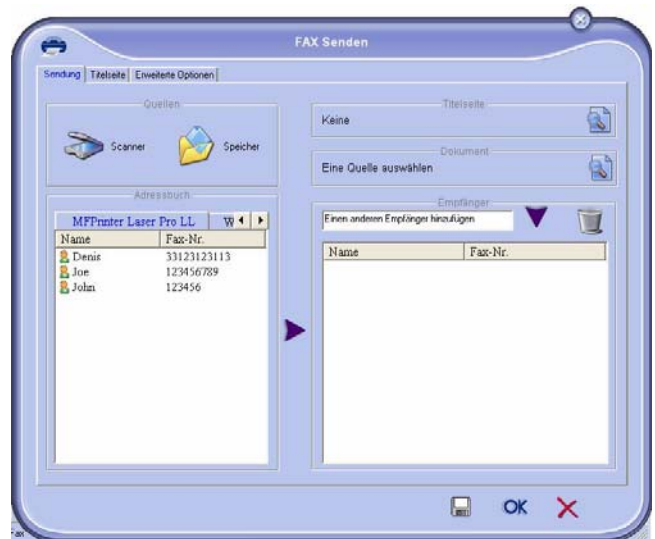 FAX Senden
Sendung Titelseite Erweiterte Optionen
Quellen
Scanner Speicher
Adressbuch
MFPrinter Laser Pro LL W
Name Fax-Nr.
Denis 33123123113
Joe 123456789
John 123456
Titelseite
Keine
Dokument
Eine Quelle auswählen
Empfänger
Einen anderen Empfänger hinzufügen
Name Fax-Nr.
OK
Fax